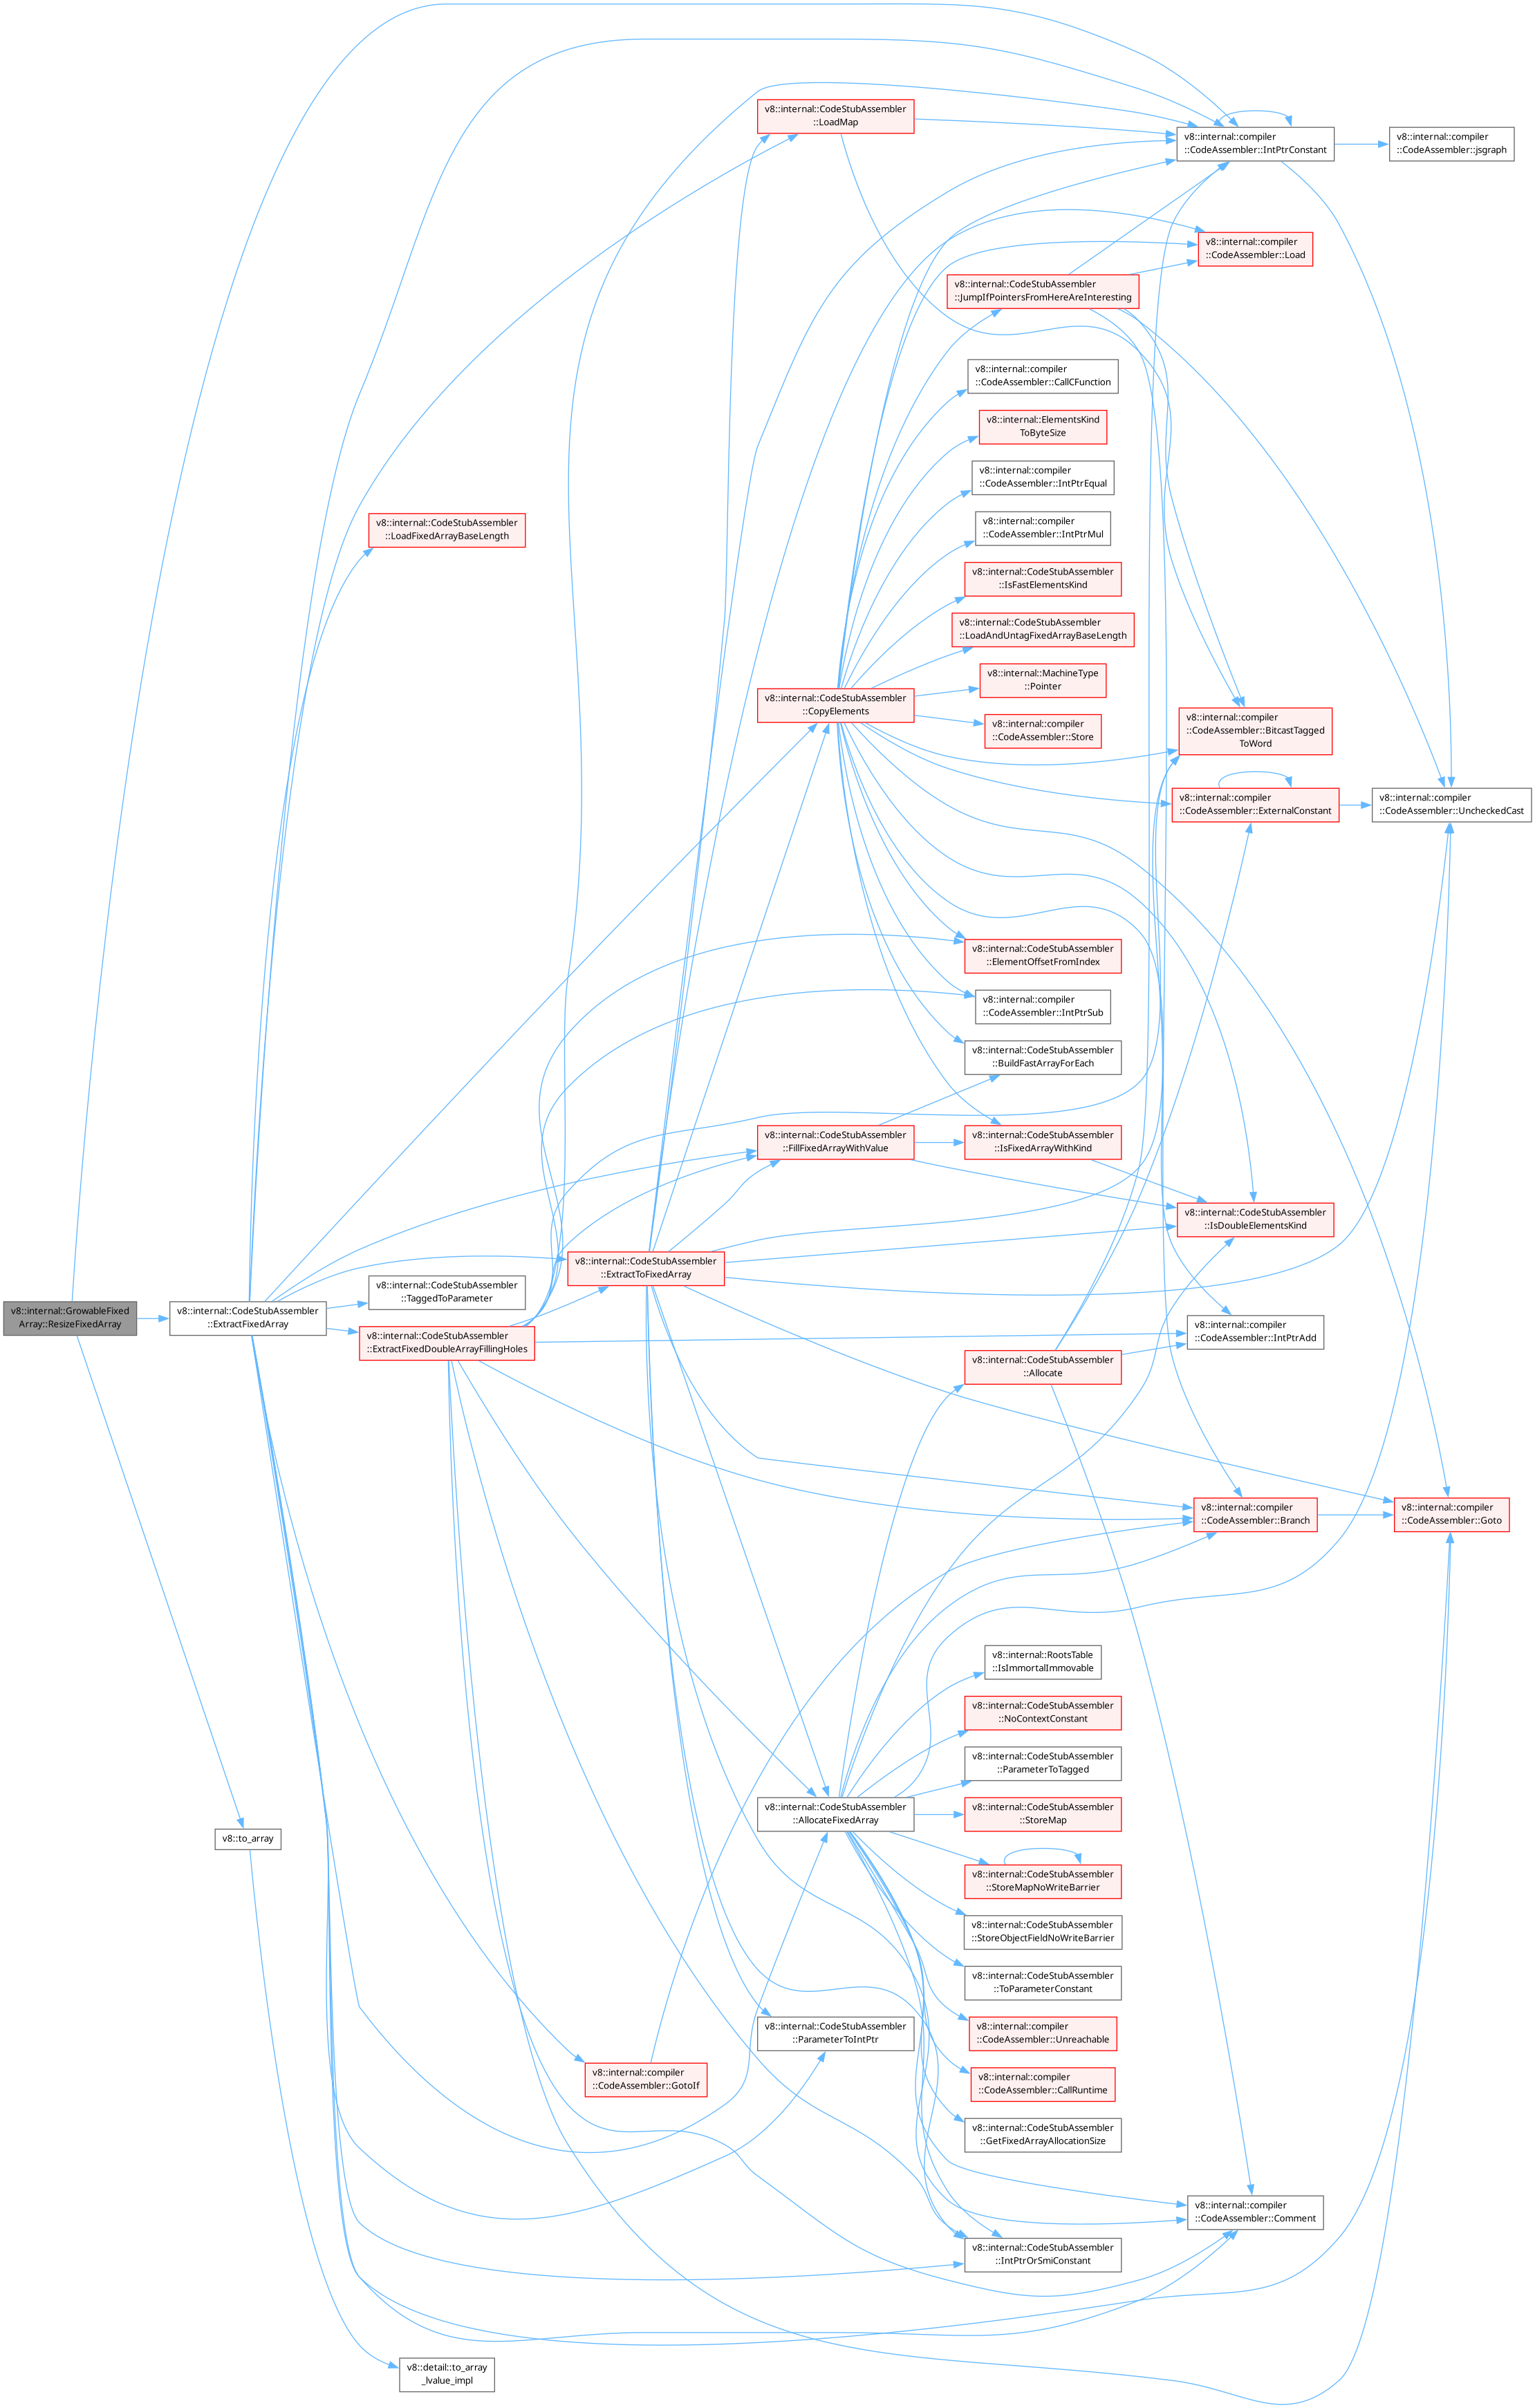 v8::internal::GrowableFixed
Array::ResizeFixedArray
v8::internal::CodeStubAssembler
::ExtractFixedArray
v8::to_array
v8::internal::CodeStubAssembler
::LoadFixedArrayBaseLength
v8::internal::CodeStubAssembler
::TaggedToParameter
v8::internal::CodeStubAssembler
::ExtractFixedDoubleArrayFillingHoles
v8::detail::to_array
_lvalue_impl
v8::internal::CodeStubAssembler
::ExtractToFixedArray
v8::internal::compiler
::CodeAssembler::GotoIf
v8::internal::CodeStubAssembler
::LoadMap
v8::internal::CodeStubAssembler
::CopyElements
v8::internal::CodeStubAssembler
::FillFixedArrayWithValue
v8::internal::CodeStubAssembler
::AllocateFixedArray
v8::internal::CodeStubAssembler
::ParameterToIntPtr
v8::internal::CodeStubAssembler
::JumpIfPointersFromHereAreInteresting
v8::internal::compiler
::CodeAssembler::CallCFunction
v8::internal::ElementsKind
ToByteSize
v8::internal::compiler
::CodeAssembler::IntPtrEqual
v8::internal::compiler
::CodeAssembler::IntPtrMul
v8::internal::CodeStubAssembler
::IsFastElementsKind
v8::internal::CodeStubAssembler
::LoadAndUntagFixedArrayBaseLength
v8::internal::MachineType
::Pointer
v8::internal::compiler
::CodeAssembler::Store
v8::internal::CodeStubAssembler
::ElementOffsetFromIndex
v8::internal::compiler
::CodeAssembler::IntPtrSub
v8::internal::CodeStubAssembler
::BuildFastArrayForEach
v8::internal::CodeStubAssembler
::IsFixedArrayWithKind
v8::internal::CodeStubAssembler
::Allocate
v8::internal::RootsTable
::IsImmortalImmovable
v8::internal::CodeStubAssembler
::NoContextConstant
v8::internal::CodeStubAssembler
::ParameterToTagged
v8::internal::CodeStubAssembler
::StoreMap
v8::internal::CodeStubAssembler
::StoreMapNoWriteBarrier
v8::internal::CodeStubAssembler
::StoreObjectFieldNoWriteBarrier
v8::internal::CodeStubAssembler
::ToParameterConstant
v8::internal::compiler
::CodeAssembler::Unreachable
v8::internal::compiler
::CodeAssembler::CallRuntime
v8::internal::CodeStubAssembler
::GetFixedArrayAllocationSize
v8::internal::CodeStubAssembler
::IntPtrOrSmiConstant
v8::internal::compiler
::CodeAssembler::IntPtrConstant
v8::internal::compiler
::CodeAssembler::Load
v8::internal::compiler
::CodeAssembler::BitcastTagged
ToWord
v8::internal::compiler
::CodeAssembler::ExternalConstant
v8::internal::CodeStubAssembler
::IsDoubleElementsKind
v8::internal::compiler
::CodeAssembler::IntPtrAdd
v8::internal::compiler
::CodeAssembler::Branch
v8::internal::compiler
::CodeAssembler::Comment
v8::internal::compiler
::CodeAssembler::jsgraph
v8::internal::compiler
::CodeAssembler::UncheckedCast
v8::internal::compiler
::CodeAssembler::Goto